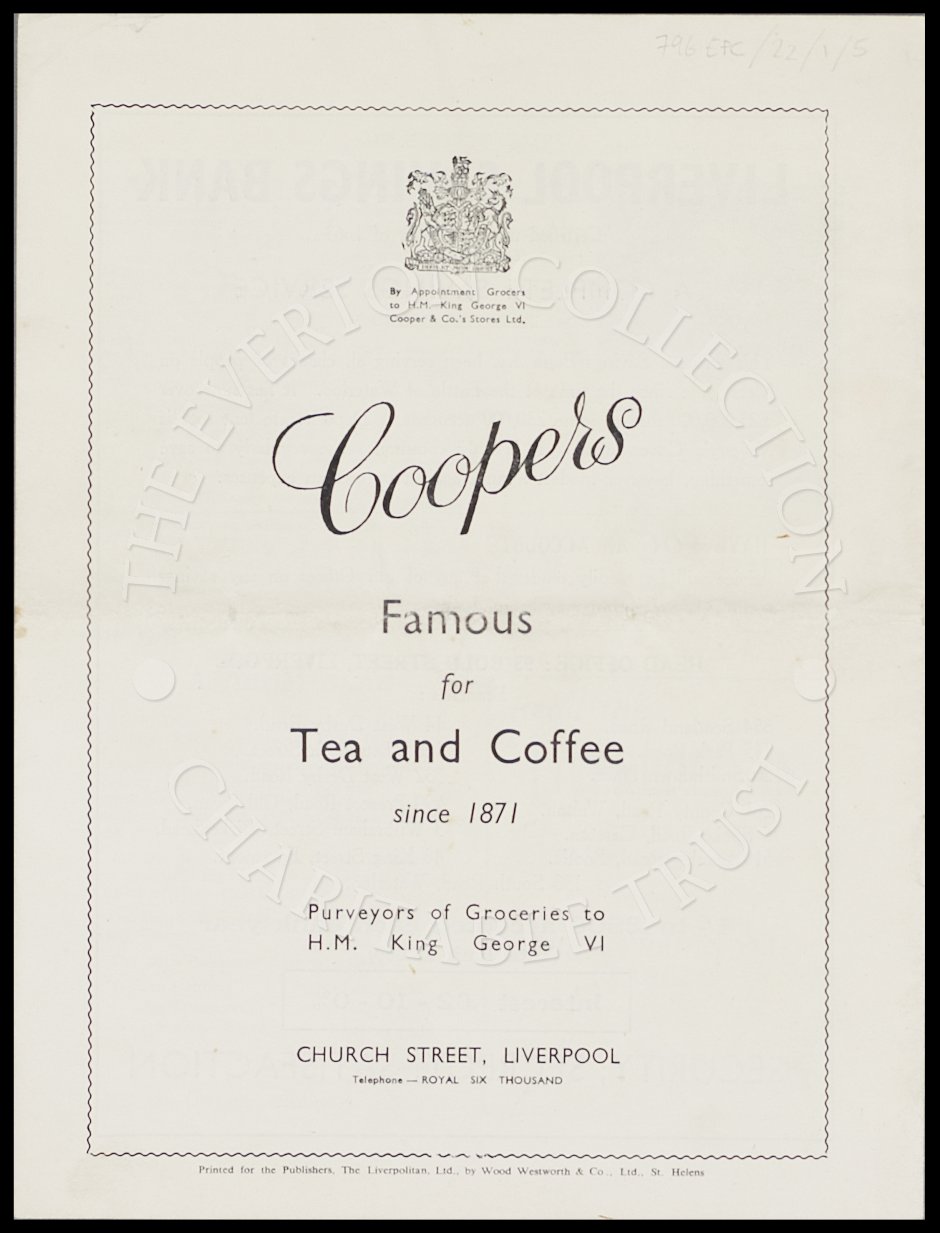 796 EFC/22/1/5
By Appointment Grocers
to H.M. King George VI
Cooper & Co.'s Stores Ltd.
Coopers
Famous
for
Tea and Coffee
since 1871
Purveyors of Groceries to
H.M. King George VI
CHURCH STREET, LIVERPOOL
Telephone — ROYAL SIX THOUSAND
Printed for the Publishers, The Liverpolitan, Ltd., by Wood Westworth & Co., Ltd., St. Helens
THE EVERTON COLLECTION
CHARITABLE TRUST